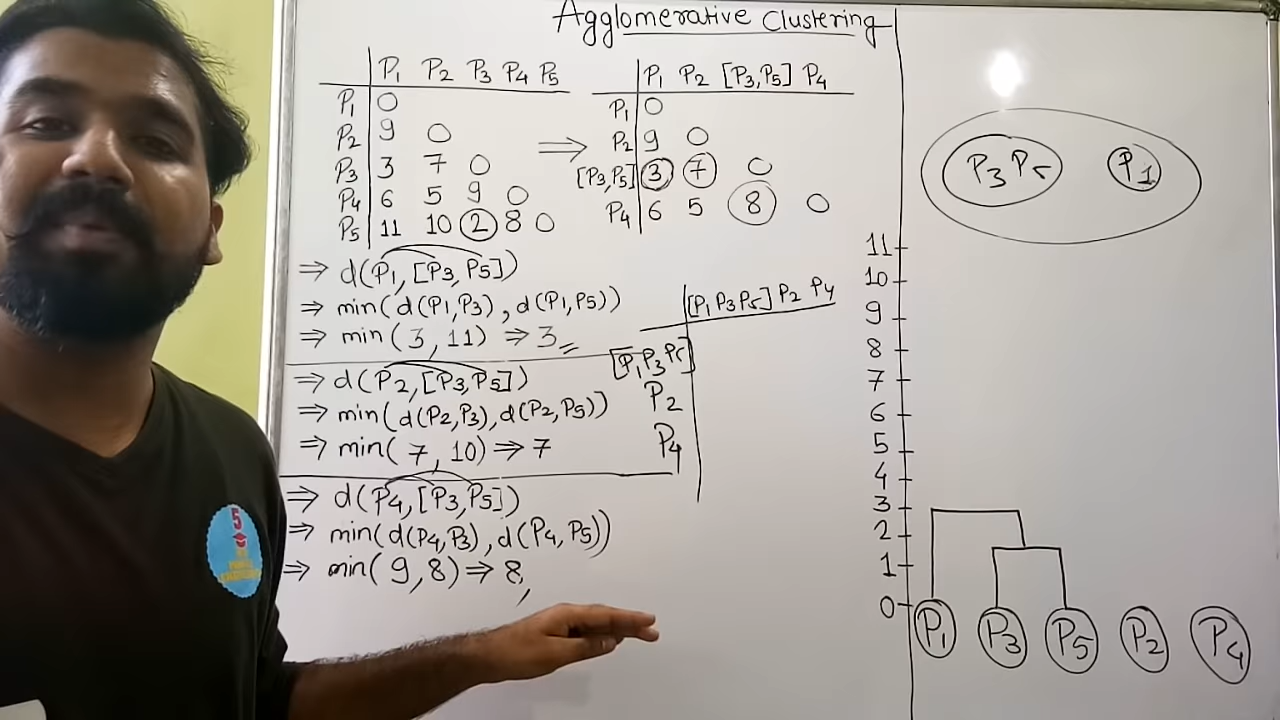 Agglomerative Clustering
P1 P2 P3 P4 P5
P1 0
P2 9 0
P3 3 7 0
P4 6 5 9 0
P5 11 10 2 8 0
⇒
P1 P2 [P3,P5] P4
P1 0
P2 9 0
[P3,P5] 3 7 0
P4 6 5 8 0
⇒ d(P1,[P3,P5])
⇒ min(d(P1,P3),d(P1,P5))
⇒ min(3,11) ⇒ 3
⇒ d(P2,[P3,P5])
⇒ min(d(P2,P3),d(P2,P5))
⇒ min(7,10) ⇒ 7
⇒ d(P4,[P3,P5])
⇒ min(d(P4,P3),d(P4,P5))
⇒ min(9,8) ⇒ 8,
[P1 P3 P5] P2 P4
[P1 P3 P5]
P2
P4
P3 P5 P1
11
10
9
8
7
6
5
4
3
2
1
0
P1 P3 P5 P2 P4
5